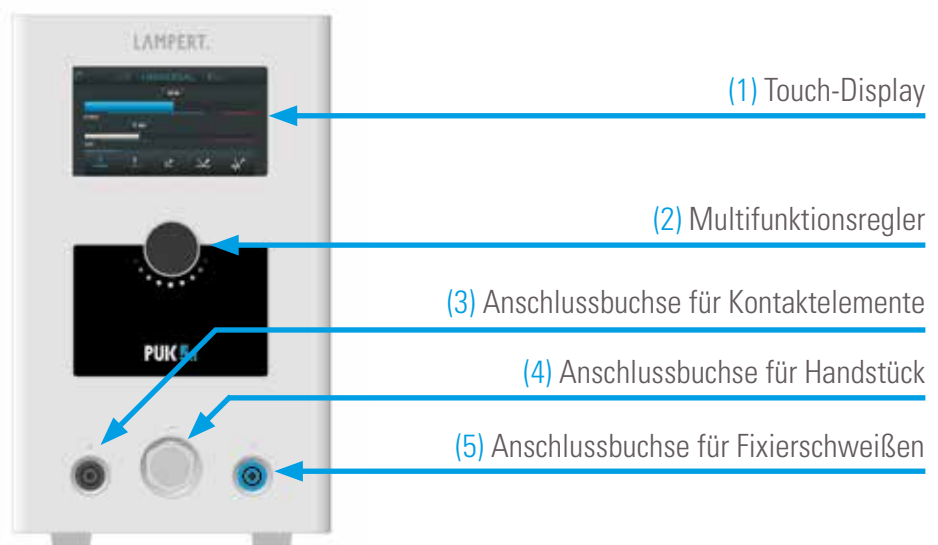 LAMPERT.
UNIVERSAL
(1) Touch-Display
(2) Multifunktionsregler
(3) Anschlussbuchse für Kontaktelemente
PUK
(4) Anschlussbuchse für Handstück
(5) Anschlussbuchse für Fixierschweißen